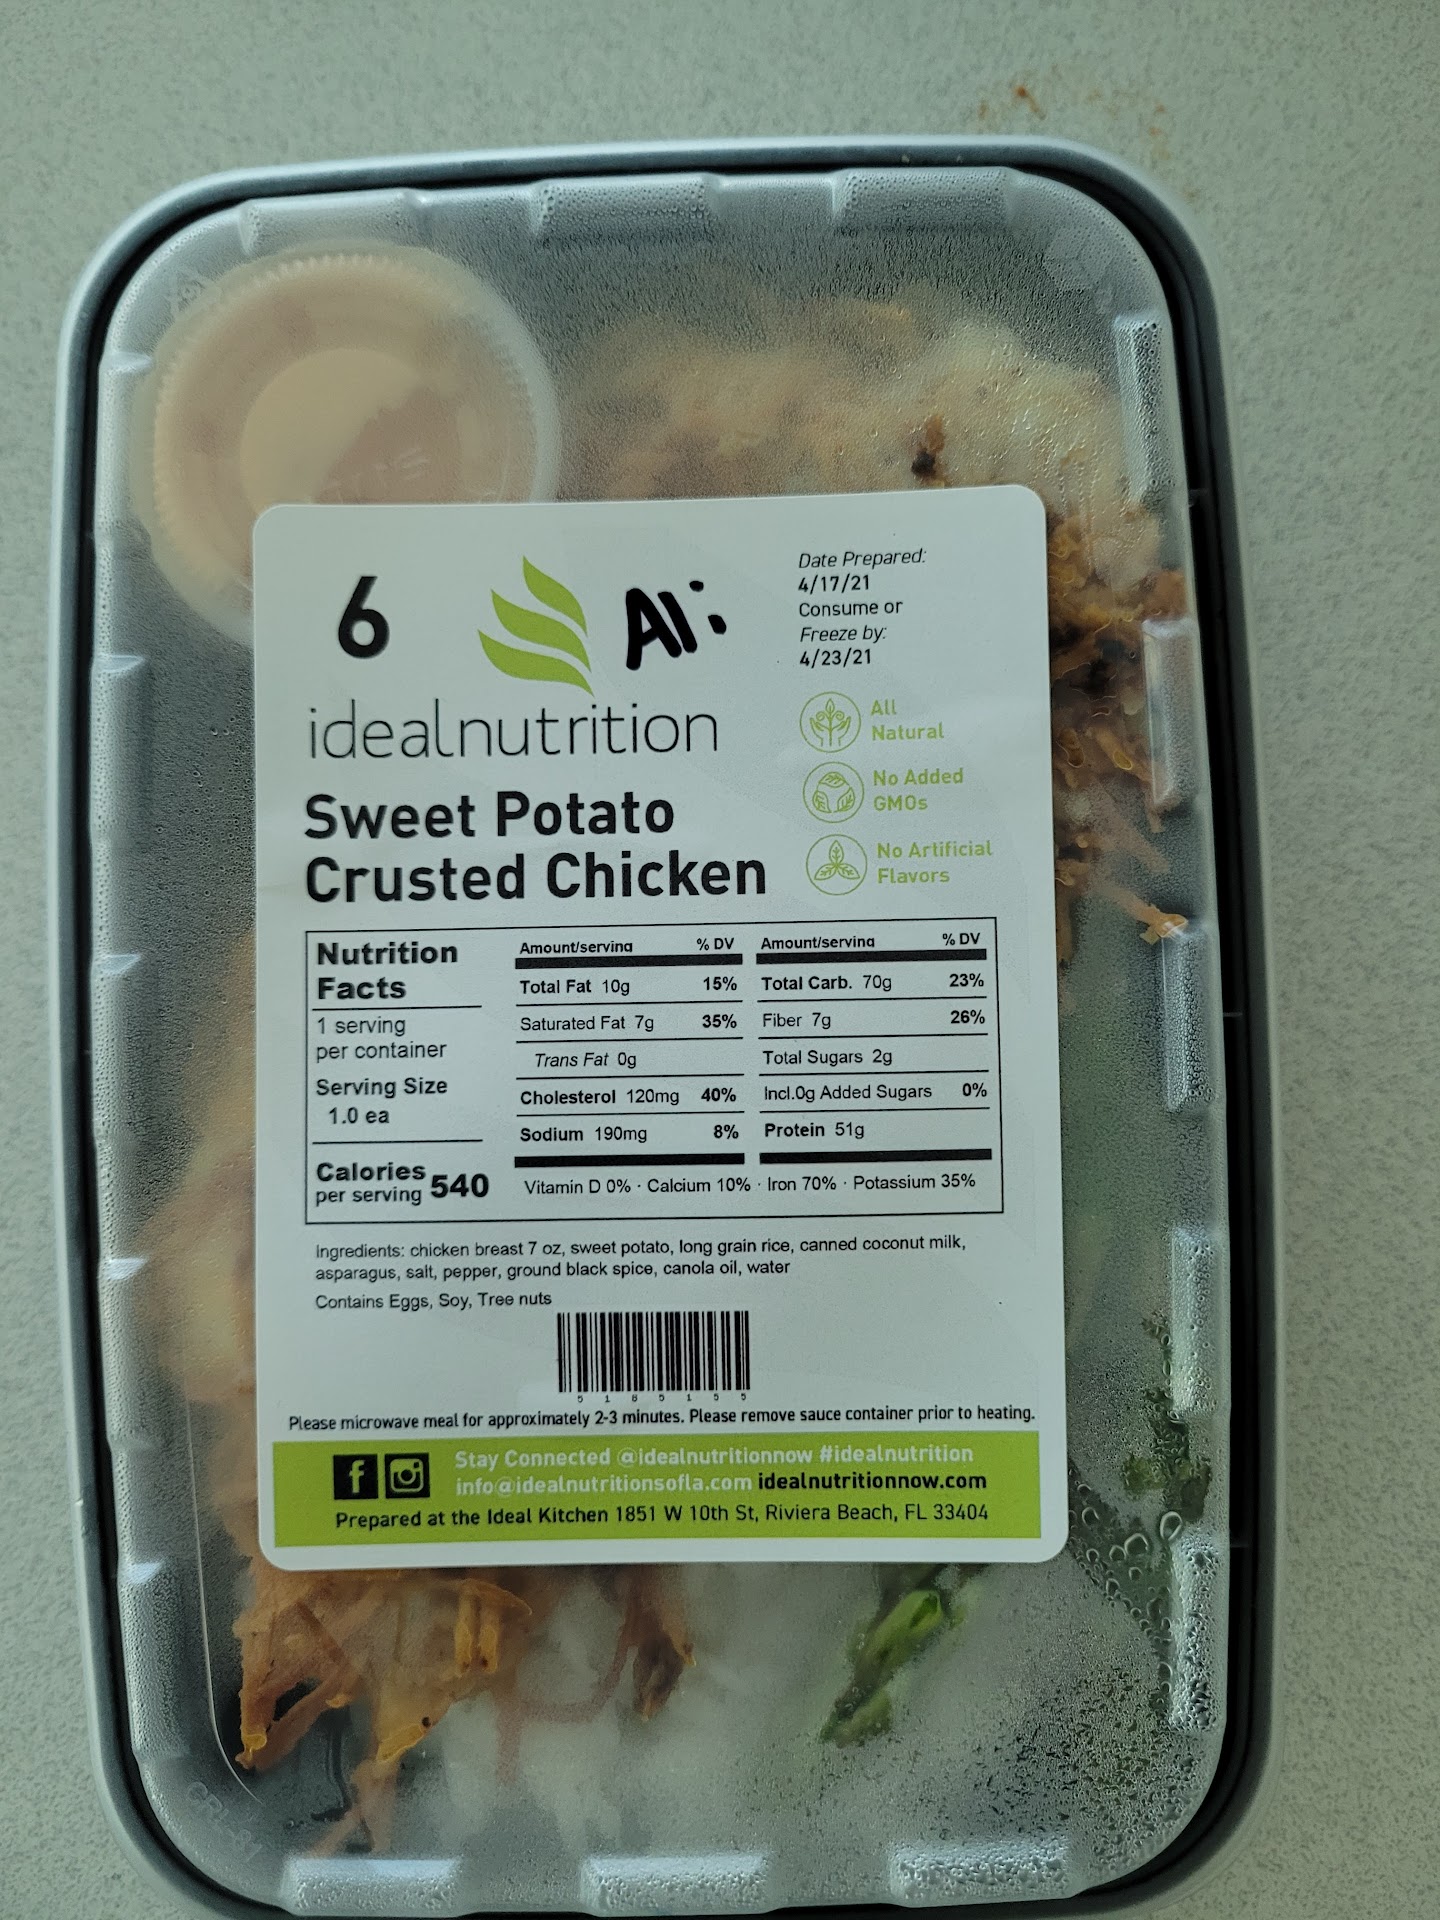 6
Ali
idealnutrition
Sweet Potato
Crusted Chicken
Date Prepared:
4/17/21
Consume or
Freeze by:
4/23/21
All
Natural
No Added
GMOs
No Artificial
Flavors
Nutrition
Facts
1 serving
per container
Serving Size
1.0 ea
Calories
per serving 540
Amount/serving % DV
Total Fat 10g 15%
Saturated Fat 7g 35%
Trans Fat 0g
Cholesterol 120mg 40%
Sodium 190mg 8%
Amount/serving % DV
Total Carb. 70g 23%
Fiber 7g 26%
Total Sugars 2g
Incl.0g Added Sugars 0%
Protein 51g
Vitamin D 0% · Calcium 10% · Iron 70% · Potassium 35%
Ingredients: chicken breast 7 oz, sweet potato, long grain rice, canned coconut milk,
asparagus, salt, pepper, ground black spice, canola oil, water
Contains Eggs, Soy, Tree nuts
Please microwave meal for approximately 2-3 minutes. Please remove sauce container prior to heating.
Stay Connected @idealnutritionnow #idealnutrition
info@idealnutritionsofla.com idealnutritionnow.com
Prepared at the Ideal Kitchen 1851 W 10th St, Riviera Beach, FL 33404